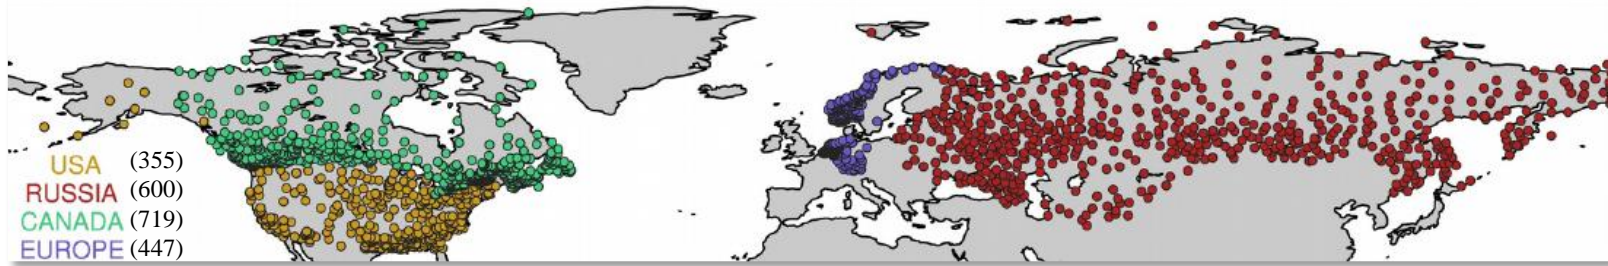 USA (355)
RUSSIA (600)
CANADA (719)
EUROPE (447)